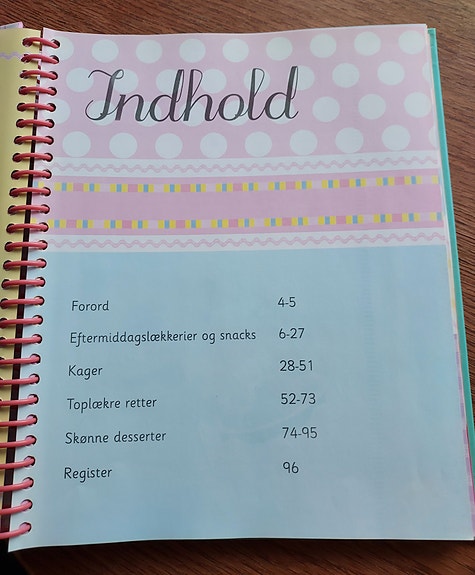 Indhold
Forord 4-5
Eftermiddagslækkerier og snacks 6-27
Kager 28-51
Toplækre retter 52-73
Skønne desserter 74-95
Register 96